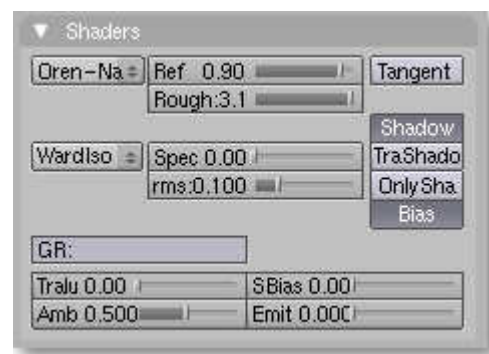 Shaders
Oren-Na Ref 0.90 Tangent
Rough:3.1
Shadow
WardIso Spec 0.00 TraShado
rms:0.100 OnlySha
Bias
GR:
Tralu 0.00 SBias 0.00
Amb 0.500 Emit 0.000